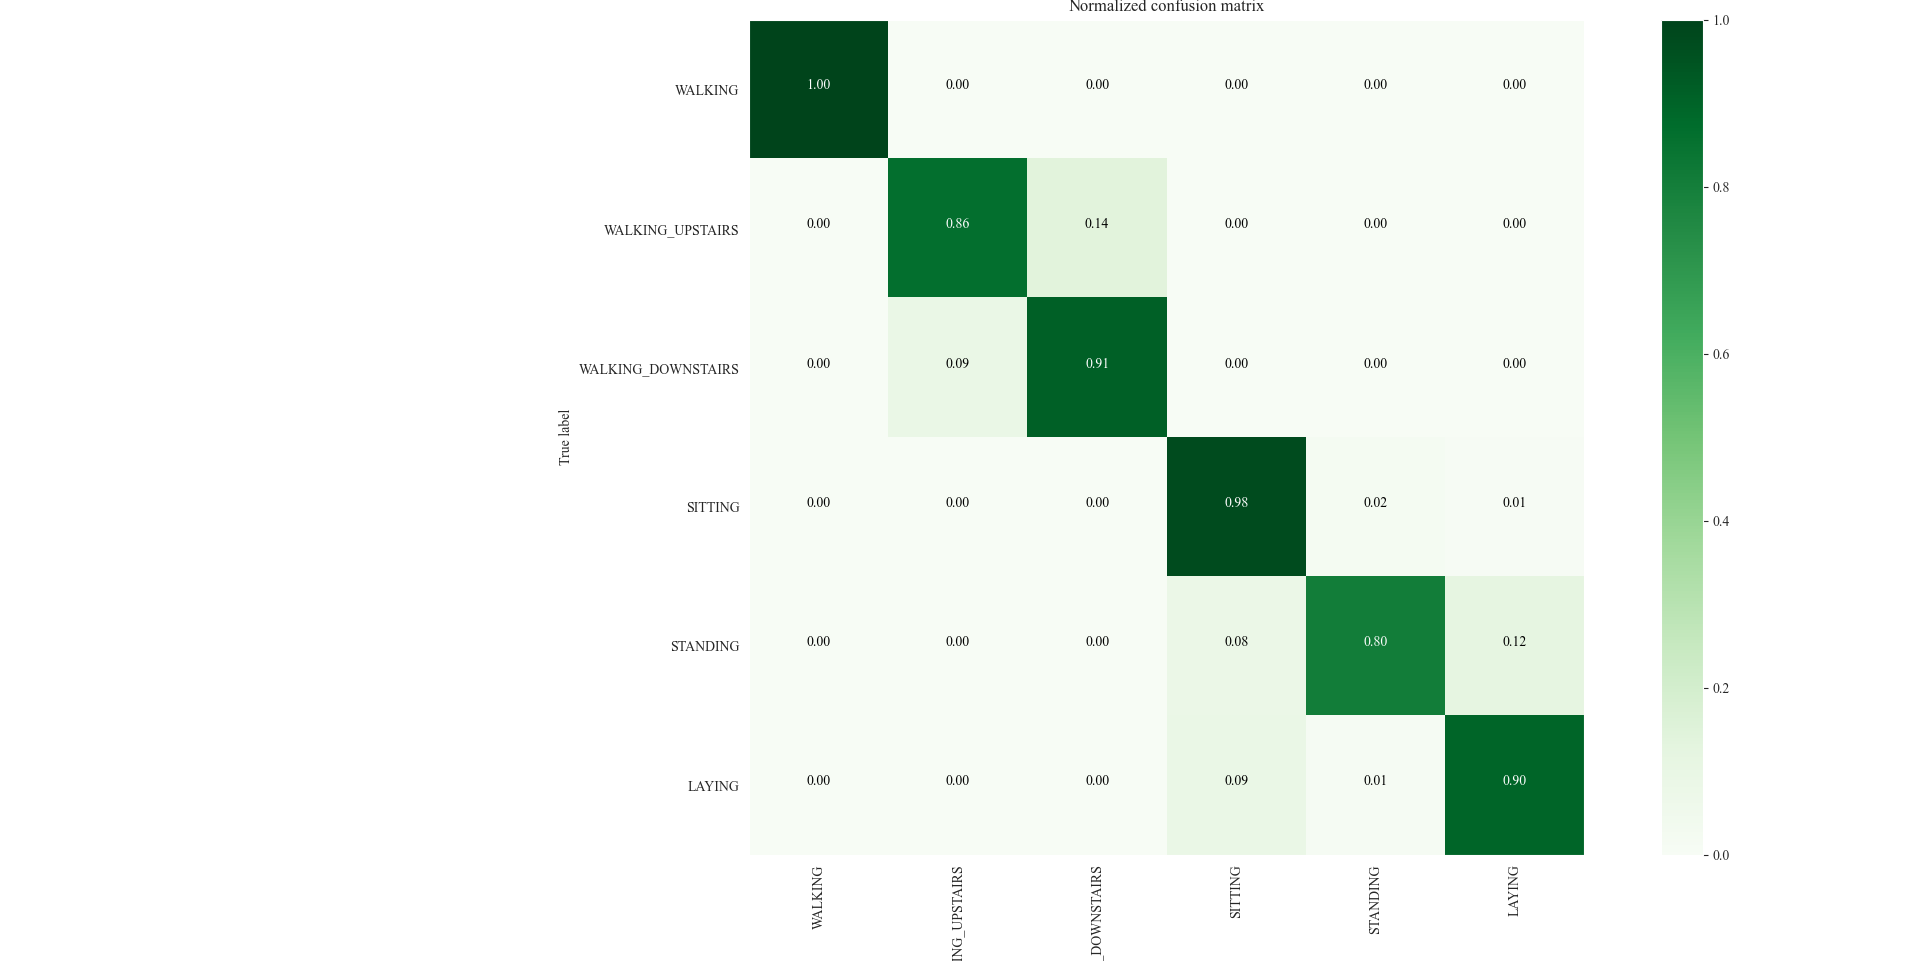 Normalized confusion matrix
WALKING 1.00 0.00 0.00 0.00 0.00 0.00
WALKING_UPSTAIRS 0.00 0.86 0.14 0.00 0.00 0.00
WALKING_DOWNSTAIRS 0.00 0.09 0.91 0.00 0.00 0.00
True label
SITTING 0.00 0.00 0.00 0.98 0.02 0.01
STANDING 0.00 0.00 0.00 0.08 0.80 0.12
LAYING 0.00 0.00 0.00 0.09 0.01 0.90
WALKING
ING_UPSTAIRS
_DOWNSTAIRS
SITTING
STANDING
LAYING
1.0
0.8
0.6
0.4
0.2
0.0